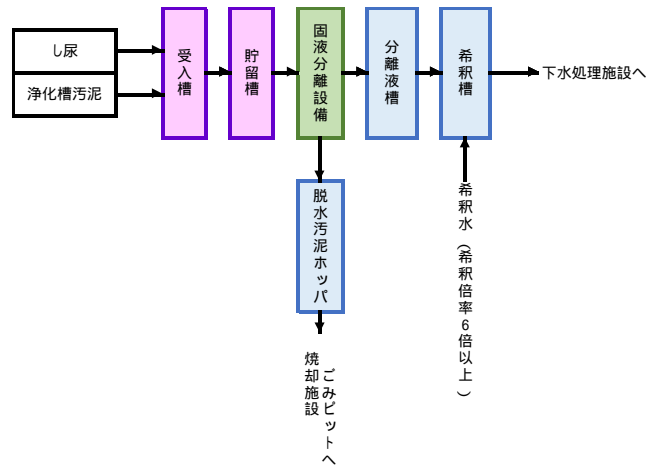 し尿
浄化槽汚泥
受入槽
貯留槽
固液分離設備
分離液槽
希釈槽
下水処理施設へ
脱水汚泥ホッパ
希釈水（希釈倍率6倍以上）
焼却施設
ごみピットへ